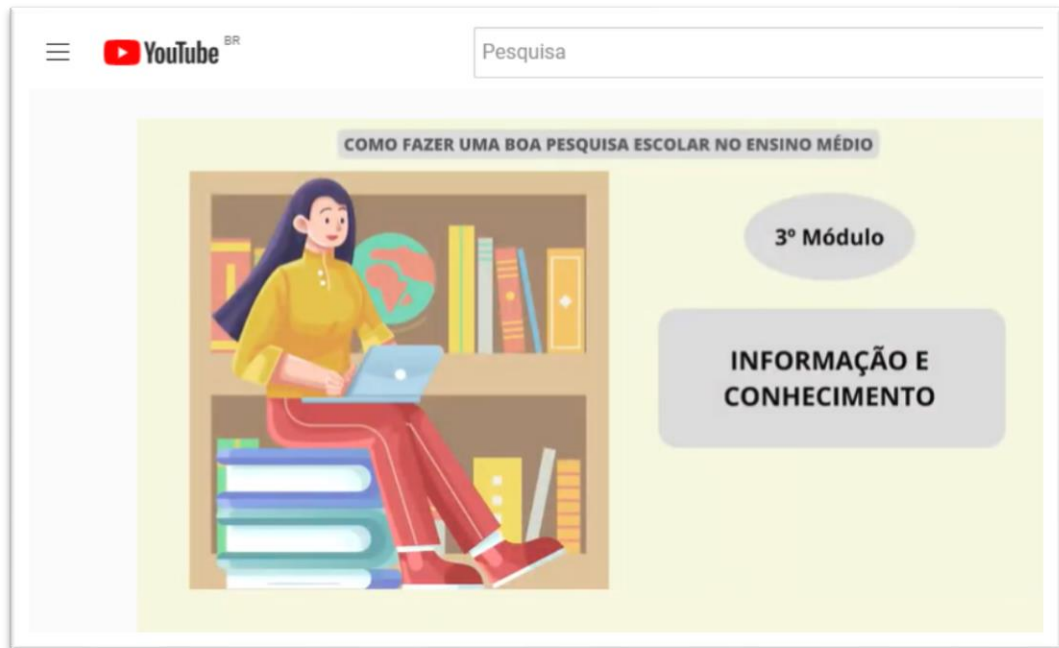 YouTube BR
Pesquisa
COMO FAZER UMA BOA PESQUISA ESCOLAR NO ENSINO MÉDIO
3º Módulo
INFORMAÇÃO E
CONHECIMENTO